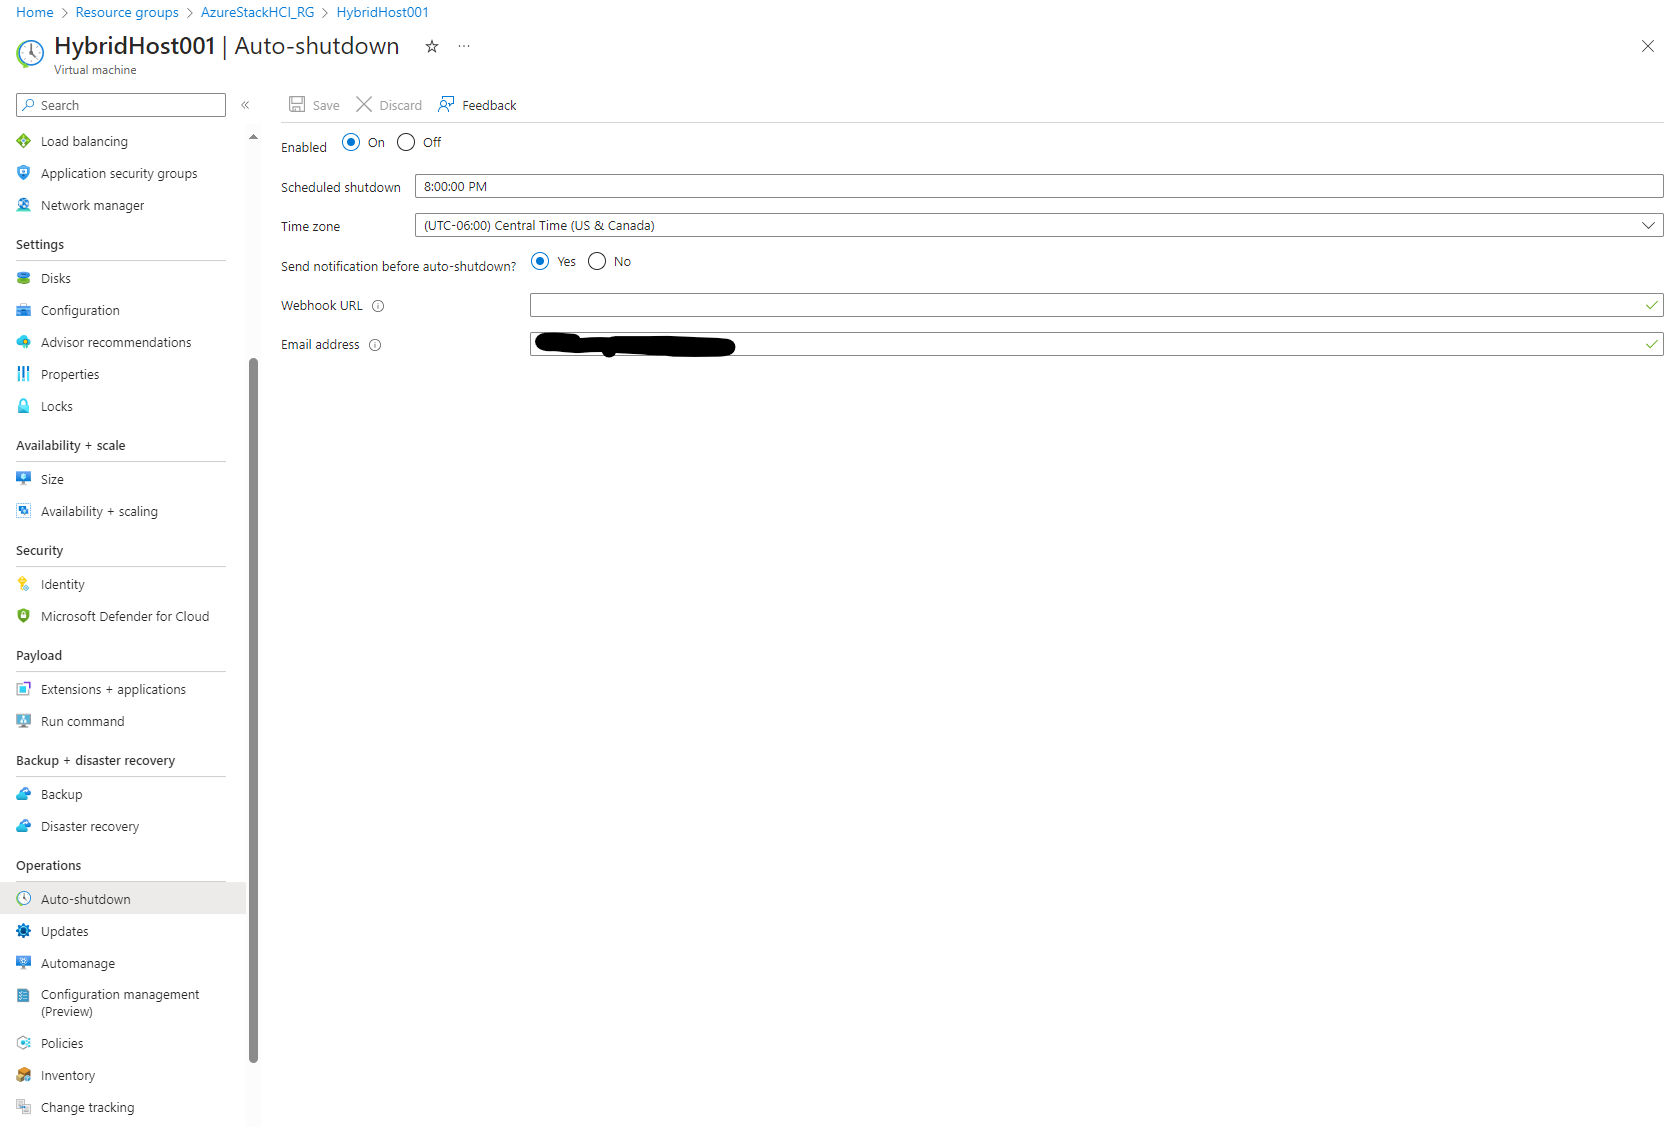 Home > Resource groups > AzureStackHCI_RG > HybridHost001
HybridHost001 | Auto-shutdown
Virtual machine
Search
Load balancing
Application security groups
Network manager
Settings
Disks
Configuration
Advisor recommendations
Properties
Locks
Availability + scale
Size
Availability + scaling
Security
Identity
Microsoft Defender for Cloud
Payload
Extensions + applications
Run command
Backup + disaster recovery
Backup
Disaster recovery
Operations
Auto-shutdown
Updates
Automanage
Configuration management
(Preview)
Policies
Inventory
Change tracking
Save Discard Feedback
Enabled On Off
Scheduled shutdown 8:00:00 PM
Time zone (UTC-06:00) Central Time (US & Canada)
Send notification before auto-shutdown? Yes No
Webhook URL
Email address